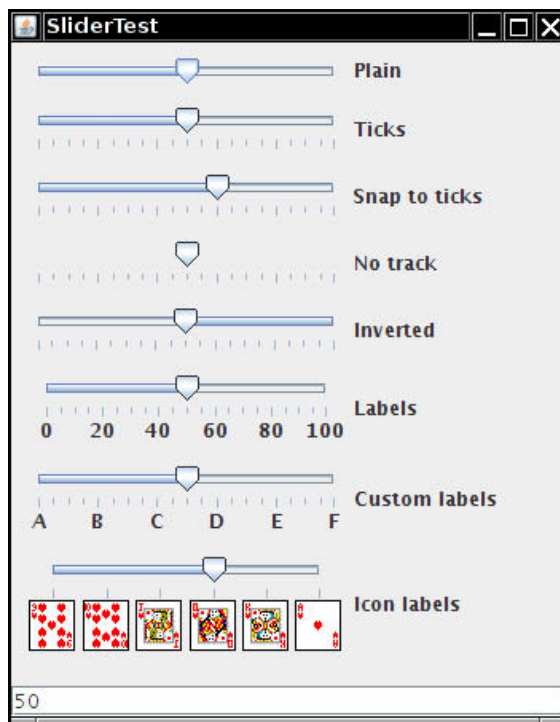 SliderTest
Plain
Ticks
Snap to ticks
No track
Inverted
Labels
0 20 40 60 80 100
Custom labels
A B C D E F
Icon labels
50